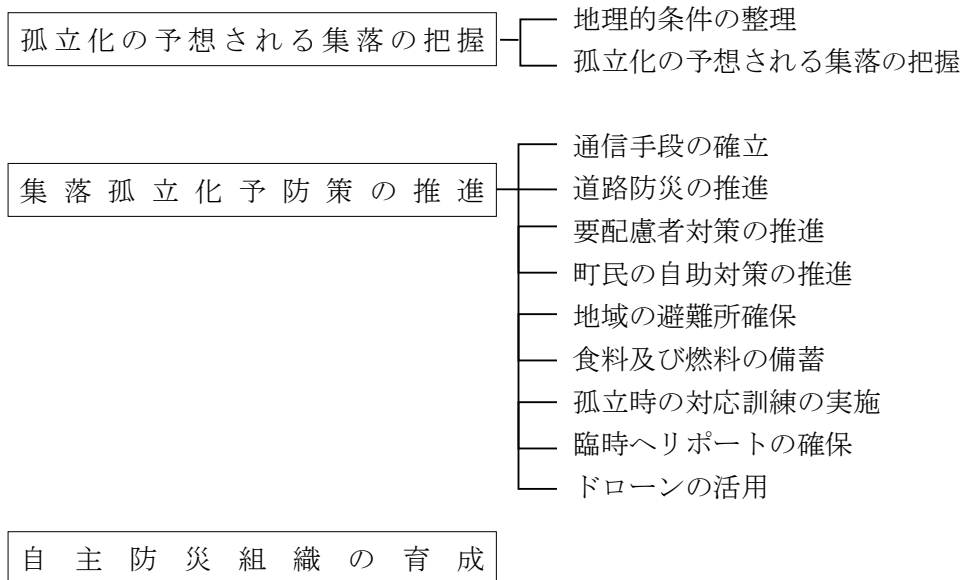 孤立化の予想される集落の把握
地理的条件の整理
孤立化の予想される集落の把握
集落孤立化予防策の推進
通信手段の確立
道路防災の推進
要配慮者対策の推進
町民の自助対策の推進
地域の避難所確保
食料及び燃料の備蓄
孤立時の対応訓練の実施
臨時ヘリポートの確保
ドローンの活用
自主防災組織の育成